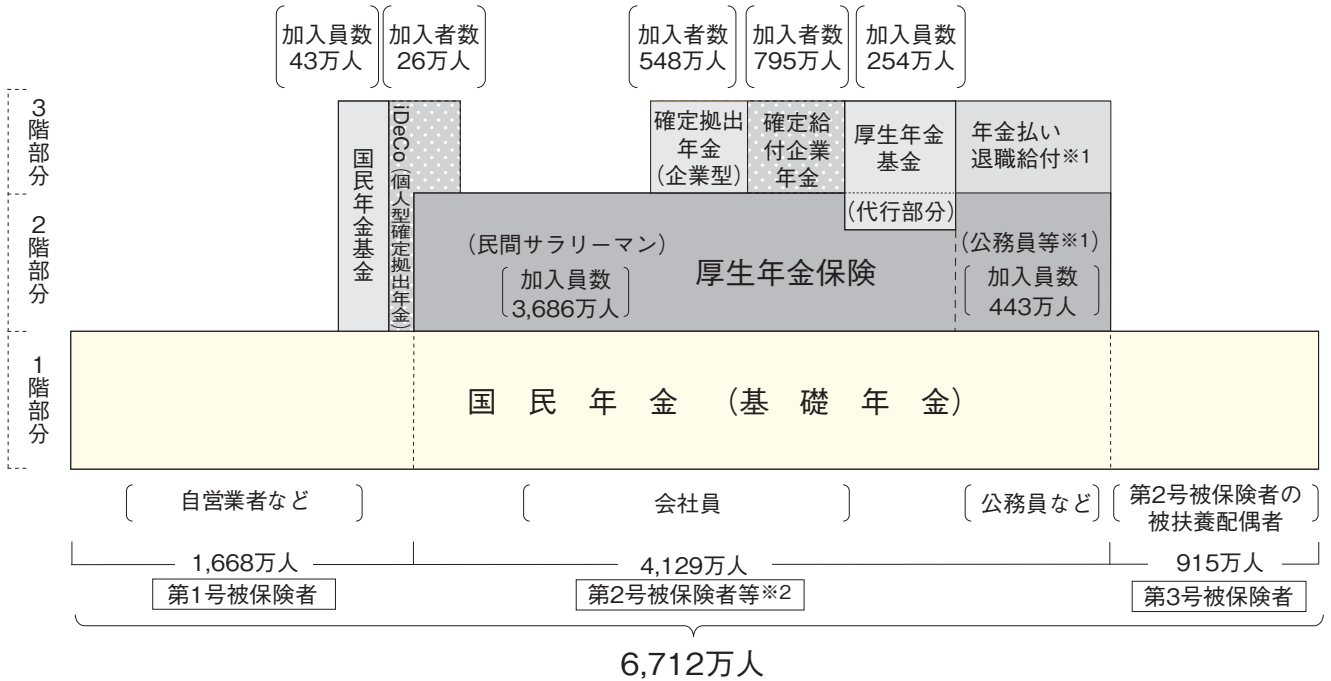 加入員数
43万人
加入者数
26万人
加入者数
548万人
加入者数
795万人
加入員数
254万人
3階部分
2階部分
1階部分
国民年金基金
iDeCo（個人型確定拠出年金）
確定拠出
年金
（企業型）
確定給
付企業
年金
厚生年金
基金
（代行部分）
年金払い
退職給付※1
（民間サラリーマン）
加入員数
3,686万人
厚生年金保険
（公務員等※1）
加入員数
443万人
国民年金（基礎年金）
自営業者など
会社員
公務員など
第2号被保険者の
被扶養配偶者
1,668万人
第1号被保険者
4,129万人
第2号被保険者等※2
915万人
第3号被保険者
6,712万人